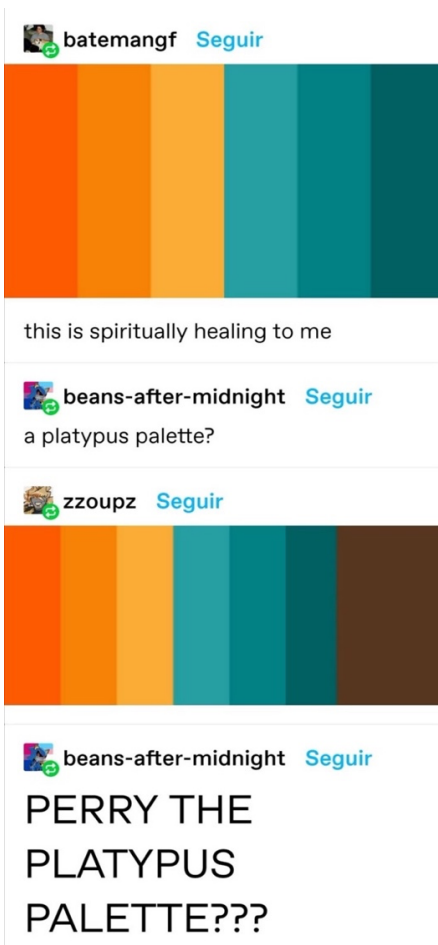 batemangf Seguir
this is spiritually healing to me
beans-after-midnight Seguir
a platypus palette?
zzoupz Seguir
beans-after-midnight Seguir
PERRY THE
PLATYPUS
PALETTE???